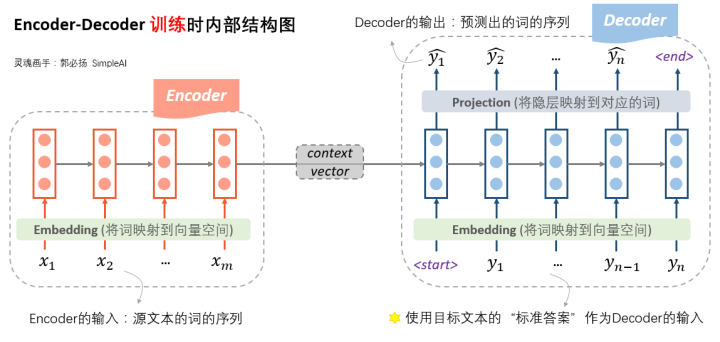 Encoder-Decoder 训练时内部结构图
灵魂画手：郭必扬 SimpleAI
Decoder的输出：预测出的词的序列
Decoder
ŷ1 ŷ2 ... ŷn <end>
Projection (将隐层映射到对应的词)
Encoder
context
vector
Embedding (将词映射到向量空间)
Embedding (将词映射到向量空间)
x1 x2 ... xm
<start> y1 ... yn−1 yn
Encoder的输入：源文本的词的序列
使用目标文本的 “标准答案” 作为Decoder的输入